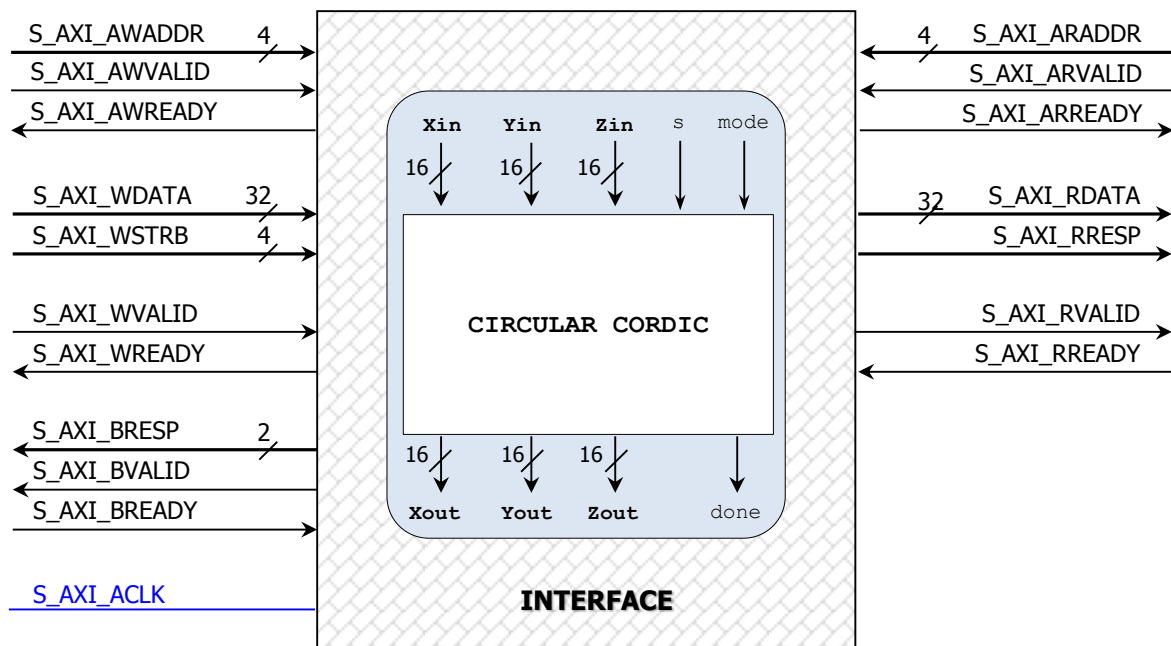 S_AXI_AWADDR 4
S_AXI_AWVALID
S_AXI_AWREADY
S_AXI_WDATA 32
S_AXI_WSTRB 4
S_AXI_WVALID
S_AXI_WREADY
S_AXI_BRESP 2
S_AXI_BVALID
S_AXI_BREADY
S_AXI_ACLK
Xin Yin Zin s mode
16 16 16
CIRCULAR CORDIC
16 16 16
Xout Yout Zout done
INTERFACE
4 S_AXI_ARADDR
S_AXI_ARVALID
S_AXI_ARREADY
32 S_AXI_RDATA
S_AXI_RRESP
S_AXI_RVALID
S_AXI_RREADY